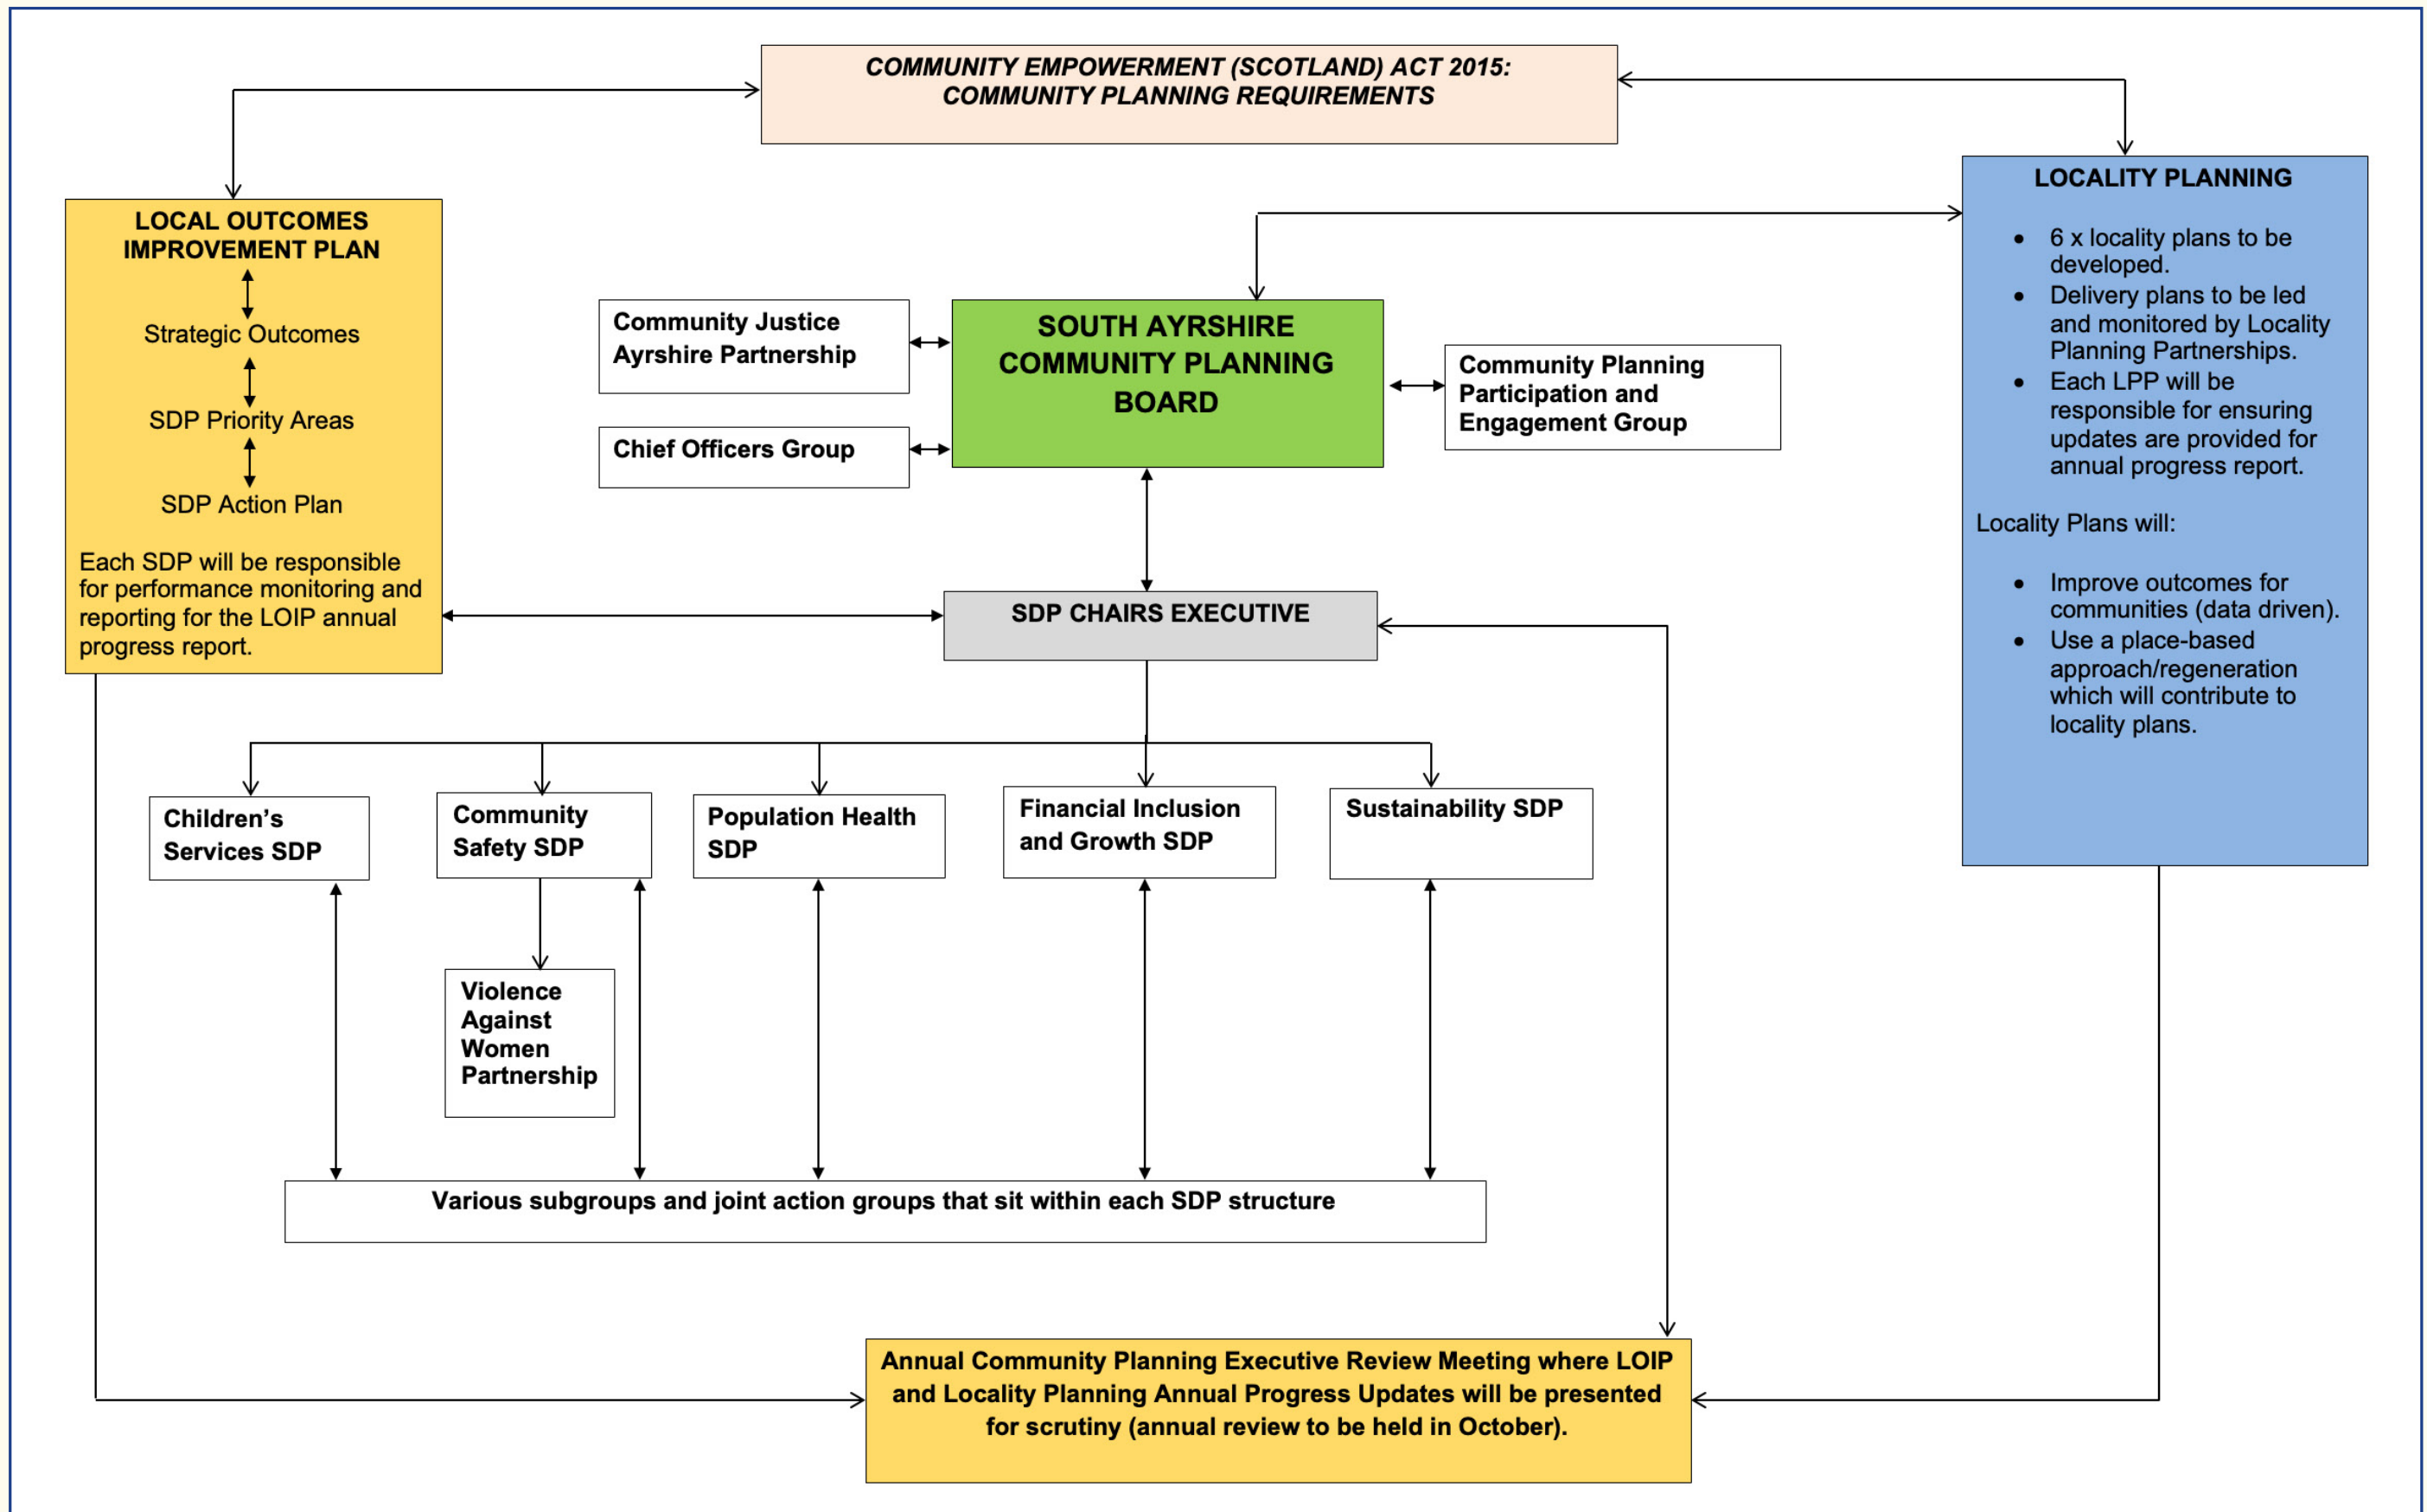 COMMUNITY EMPOWERMENT (SCOTLAND) ACT 2015:
COMMUNITY PLANNING REQUIREMENTS
LOCAL OUTCOMES
IMPROVEMENT PLAN
Strategic Outcomes
SDP Priority Areas
SDP Action Plan
Each SDP will be responsible
for performance monitoring and
reporting for the LOIP annual
progress report.
Community Justice
Ayrshire Partnership
Chief Officers Group
SOUTH AYRSHIRE
COMMUNITY PLANNING
BOARD
Community Planning
Participation and
Engagement Group
LOCALITY PLANNING
• 6 x locality plans to be
developed.
• Delivery plans to be led
and monitored by Locality
Planning Partnerships.
• Each LPP will be
responsible for ensuring
updates are provided for
annual progress report.
Locality Plans will:
• Improve outcomes for
communities (data driven).
• Use a place-based
approach/regeneration
which will contribute to
locality plans.
SDP CHAIRS EXECUTIVE
Children’s
Services SDP
Community
Safety SDP
Population Health
SDP
Financial Inclusion
and Growth SDP
Sustainability SDP
Violence
Against
Women
Partnership
Various subgroups and joint action groups that sit within each SDP structure
Annual Community Planning Executive Review Meeting where LOIP
and Locality Planning Annual Progress Updates will be presented
for scrutiny (annual review to be held in October).